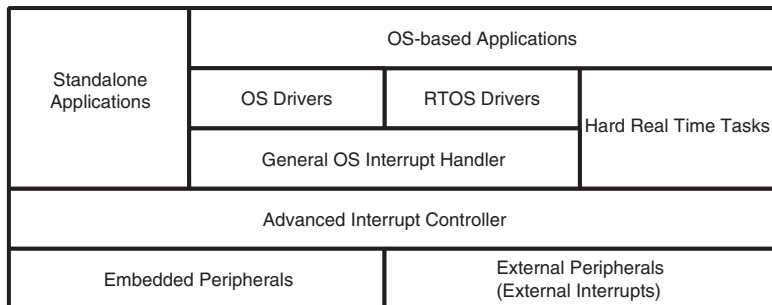 OS-based Applications
Standalone
Applications
OS Drivers
RTOS Drivers
Hard Real Time Tasks
General OS Interrupt Handler
Advanced Interrupt Controller
Embedded Peripherals
External Peripherals
(External Interrupts)